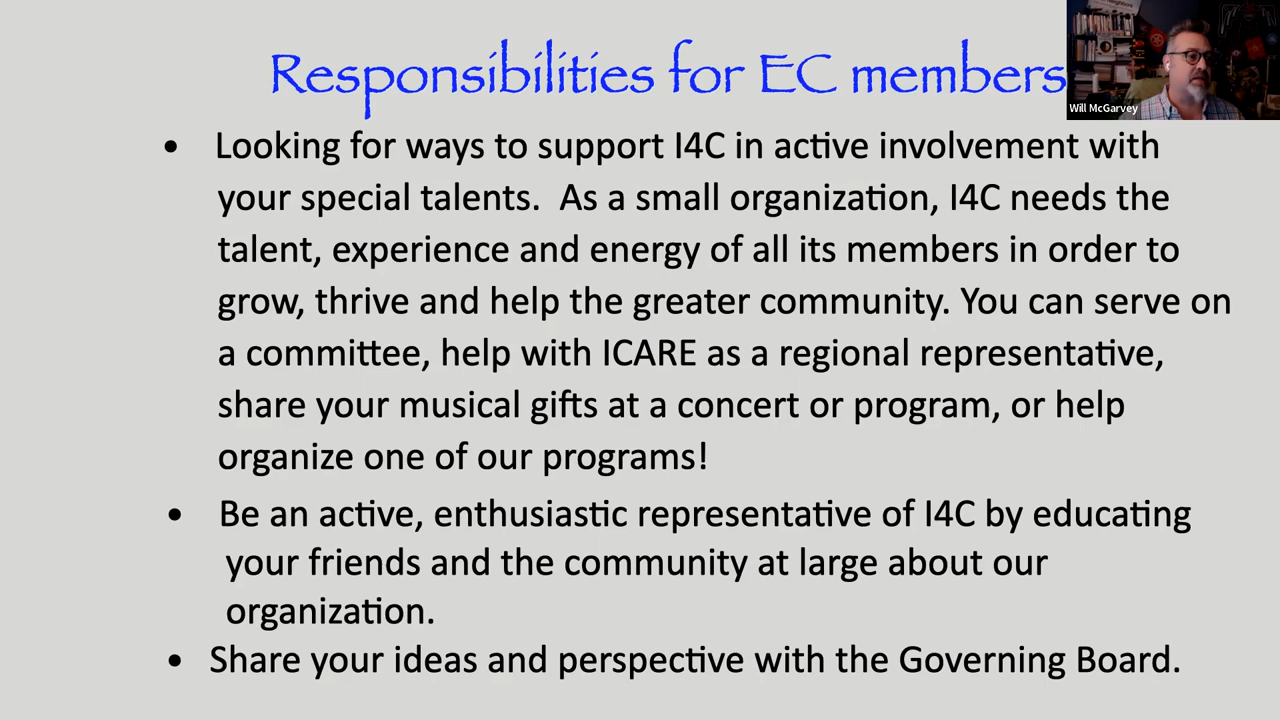 Responsibilities for EC members
Will McGarvey
• Looking for ways to support I4C in active involvement with
your special talents.  As a small organization, I4C needs the
talent, experience and energy of all its members in order to
grow, thrive and help the greater community. You can serve on
a committee, help with ICARE as a regional representative,
share your musical gifts at a concert or program, or help
organize one of our programs!
• Be an active, enthusiastic representative of I4C by educating
your friends and the community at large about our
organization.
• Share your ideas and perspective with the Governing Board.